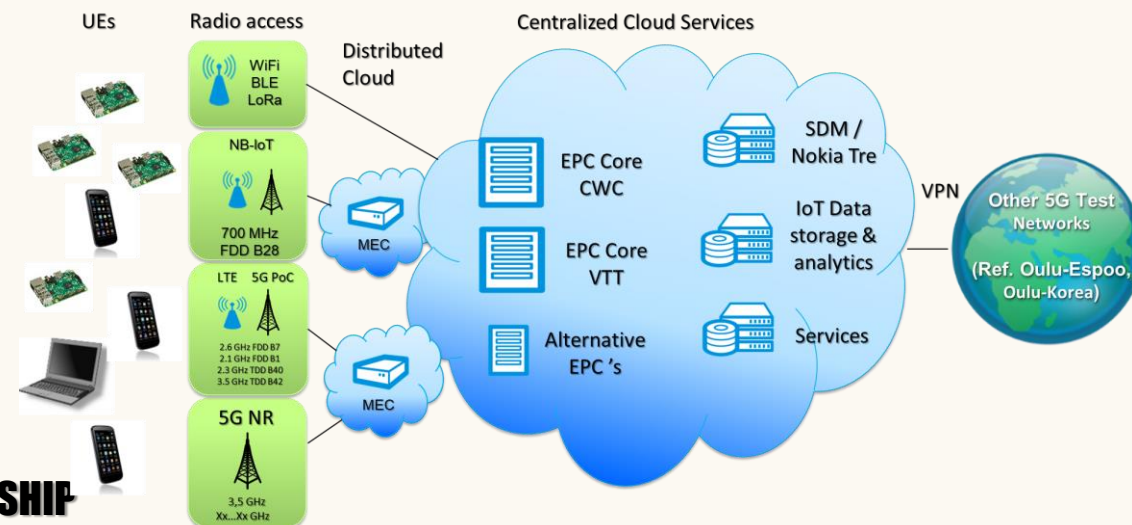 UEs
Radio access
Centralized Cloud Services
WiFi
BLE
LoRa
Distributed
Cloud
NB-IoT
700 MHz
FDD B28
MEC
LTE 5G PoC
2.6 GHz FDD B7
2.1 GHz FDD B1
2.3 GHz TDD B40
3.5 GHz TDD B42
MEC
5G NR
3,5 GHz
Xx...Xx GHz
EPC Core
CWC
EPC Core
VTT
Alternative
EPC 's
SDM /
Nokia Tre
IoT Data
storage &
analytics
Services
VPN
Other 5G Test
Networks
(Ref. Oulu-Espoo,
Oulu-Korea)
SHIP